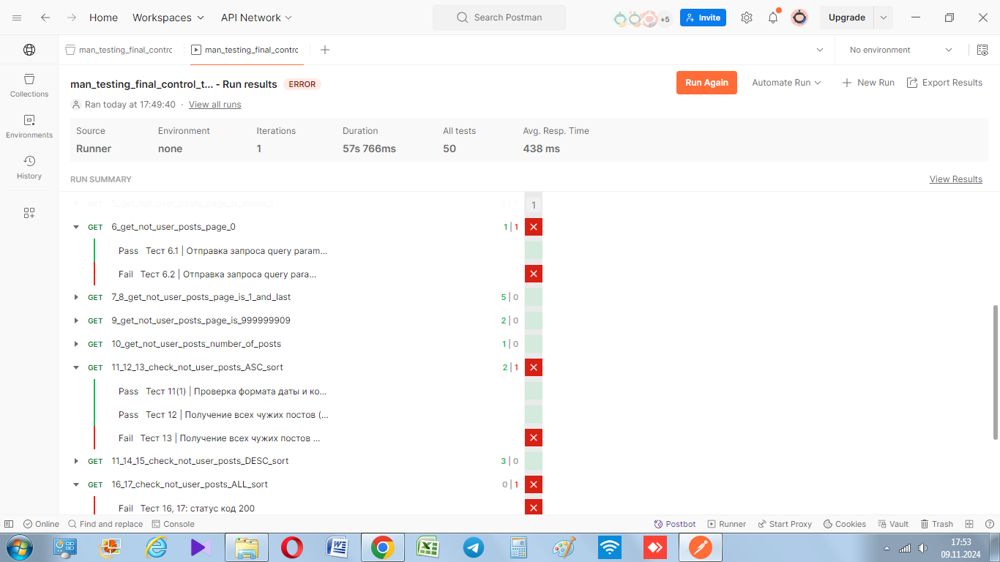 Home Workspaces API Network Search Postman +5 Invite Upgrade
man_testing_final_contrc man_testing_final_contrc No environment
man_testing_final_control_t... - Run results ERROR Run Again Automate Run New Run Export Results
Ran today at 17:49:40 · View all runs
Source Environment Iterations Duration All tests Avg. Resp. Time
Runner none 1 57s 766ms 50 438 ms
RUN SUMMARY View Results
Collections
Environments
History
GET 5_get_not_user_posts_page_is_minus_1 1
GET 6_get_not_user_posts_page_0 1 | 1
Pass Тест 6.1 | Отправка запроса query param...
Fail Тест 6.2 | Отправка запроса query para...
GET 7_8_get_not_user_posts_page_is_1_and_last 5 | 0
GET 9_get_not_user_posts_page_is_999999909 2 | 0
GET 10_get_not_user_posts_number_of_posts 1 | 0
GET 11_12_13_check_not_user_posts_ASC_sort 2 | 1
Pass Тест 11(1) | Проверка формата даты и ко...
Pass Тест 12 | Получение всех чужих постов (...
Fail Тест 13 | Получение всех чужих постов ...
GET 11_14_15_check_not_user_posts_DESC_sort 3 | 0
GET 16_17_check_not_user_posts_ALL_sort 0 | 1
Fail Тест 16, 17: статус код 200
Online Find and replace Console Postbot Runner Start Proxy Cookies Vault Trash
17:53
09.11.2024